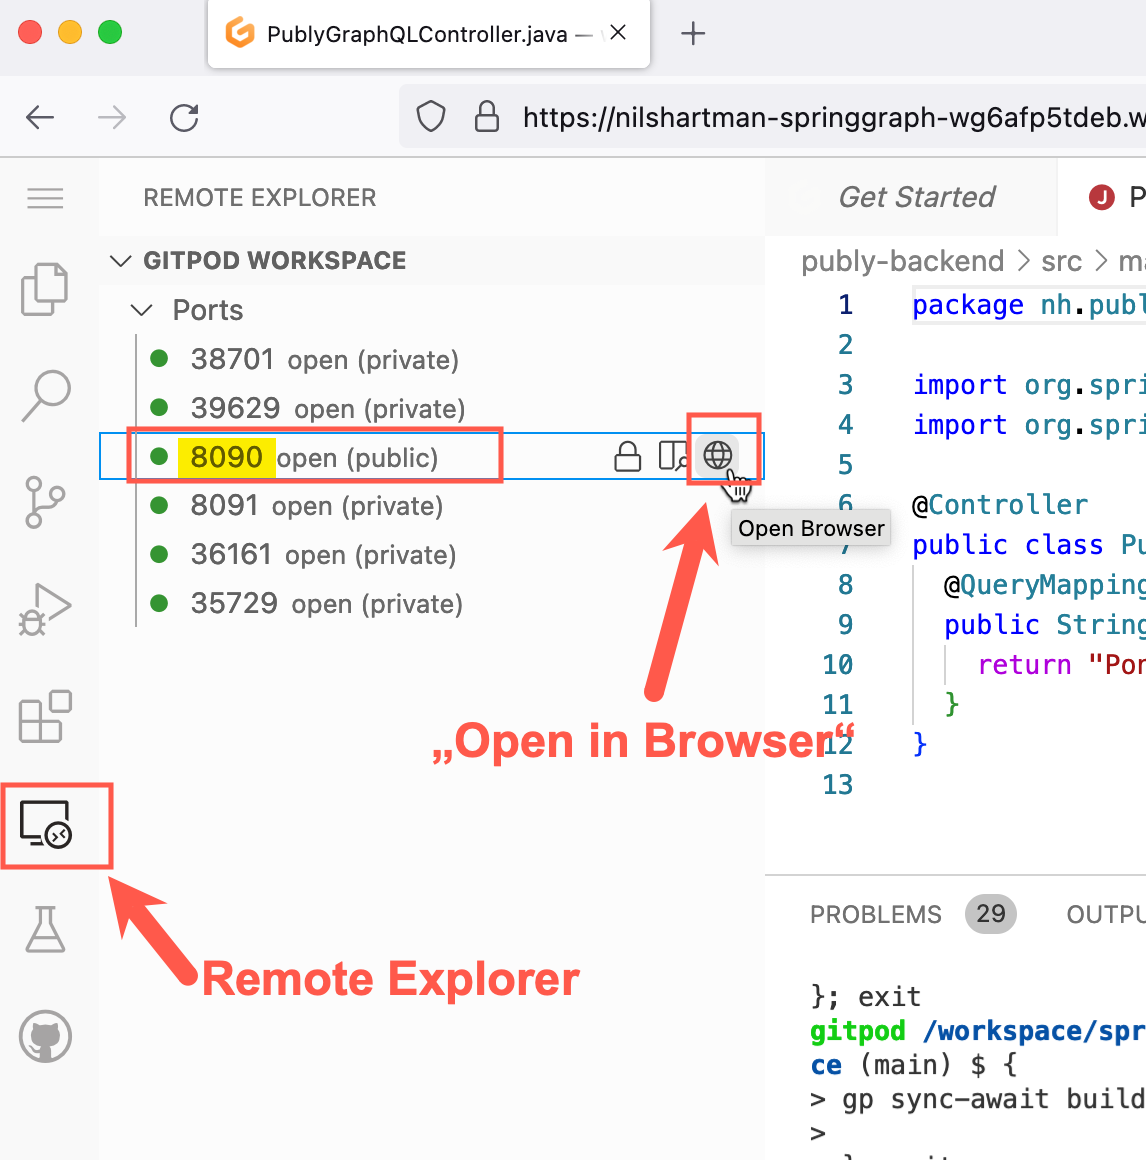 PublyGraphQLController.java —
https://nilshartman-springgraph-wg6afp5tdeb.w
REMOTE EXPLORER
Get Started
J P
GITPOD WORKSPACE
publy-backend > src > ma
Ports
38701 open (private)
39629 open (private)
8090 open (public)
8091 open (private)
36161 open (private)
35729 open (private)
Open Browser
„Open in Browser“
Remote Explorer
1 package nh.publ
2
3 import org.spri
4 import org.spri
5
6 @Controller
7 public class Pu
8 @QueryMapping
9 public String
10 return "Pon
11 }
12 }
13
PROBLEMS 29 OUTPU
}; exit
gitpod /workspace/spr
ce (main) $ {
> gp sync-await build
>